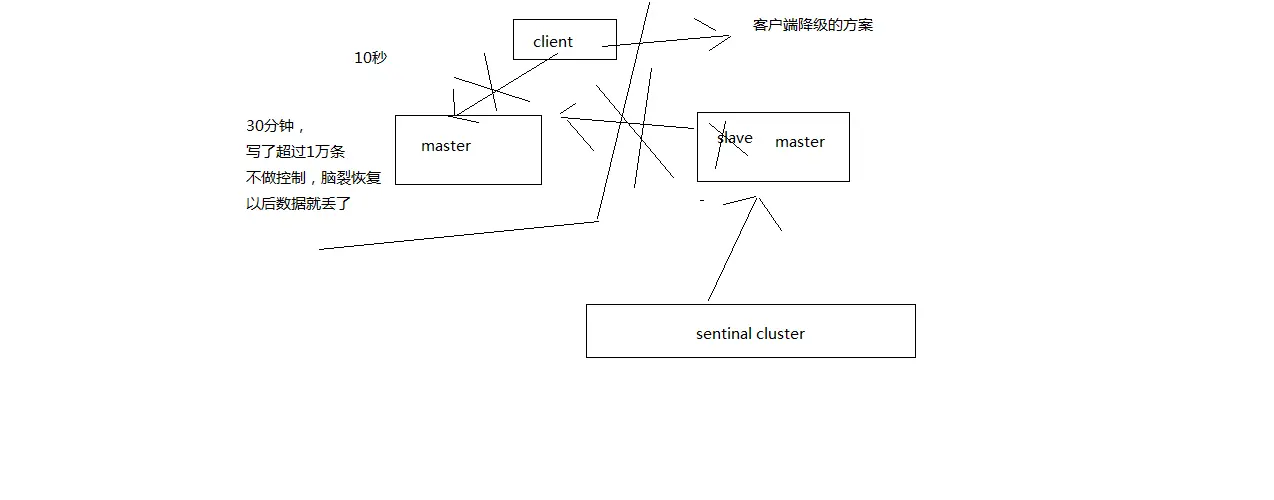 客户端降级的方案
client
10秒
30分钟，
写了超过1万条
不做控制，脑裂恢复
以后数据就丢了
master
slave
master
sentinal cluster